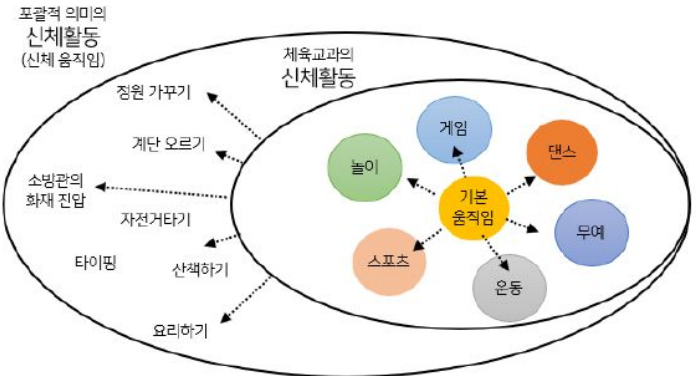 포괄적 의미의
신체활동
(신체 움직임)
체육교과의
신체활동
정원 가꾸기
계단 오르기
소방관의
화재 진압
자전거타기
타이핑
산책하기
요리하기
게임
놀이
댄스
기본
움직임
무예
스포츠
운동